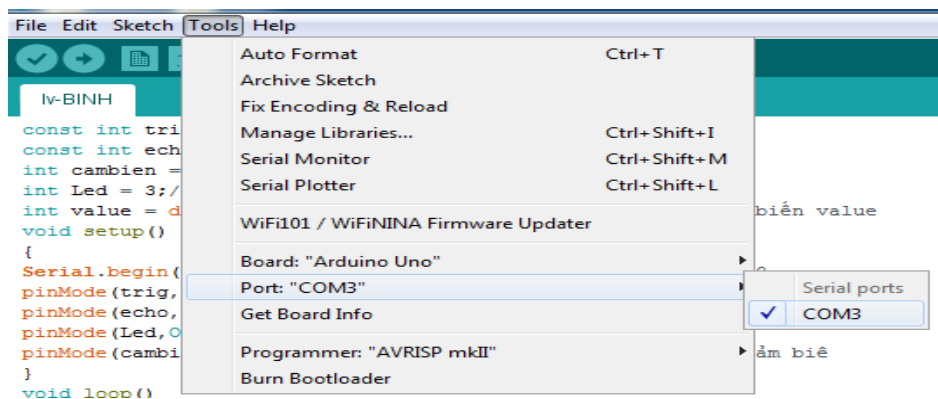 File Edit Sketch Tools Help
Auto Format Ctrl+T
Archive Sketch
Fix Encoding & Reload
Manage Libraries... Ctrl+Shift+I
Serial Monitor Ctrl+Shift+M
Serial Plotter Ctrl+Shift+L
WiFi101 / WiFiNINA Firmware Updater
Board: "Arduino Uno"
Port: "COM3"
Get Board Info
Programmer: "AVRISP mkII"
Burn Bootloader
Serial ports
COM3
lv-BINH
const int tri
const int ech
int cambien =
int Led = 3;/
int value = d biến value
void setup()
{
Serial.begin(
pinMode(trig,
pinMode(echo,
pinMode(Led,O
pinMode(cambi ảm biê
}
void loop()